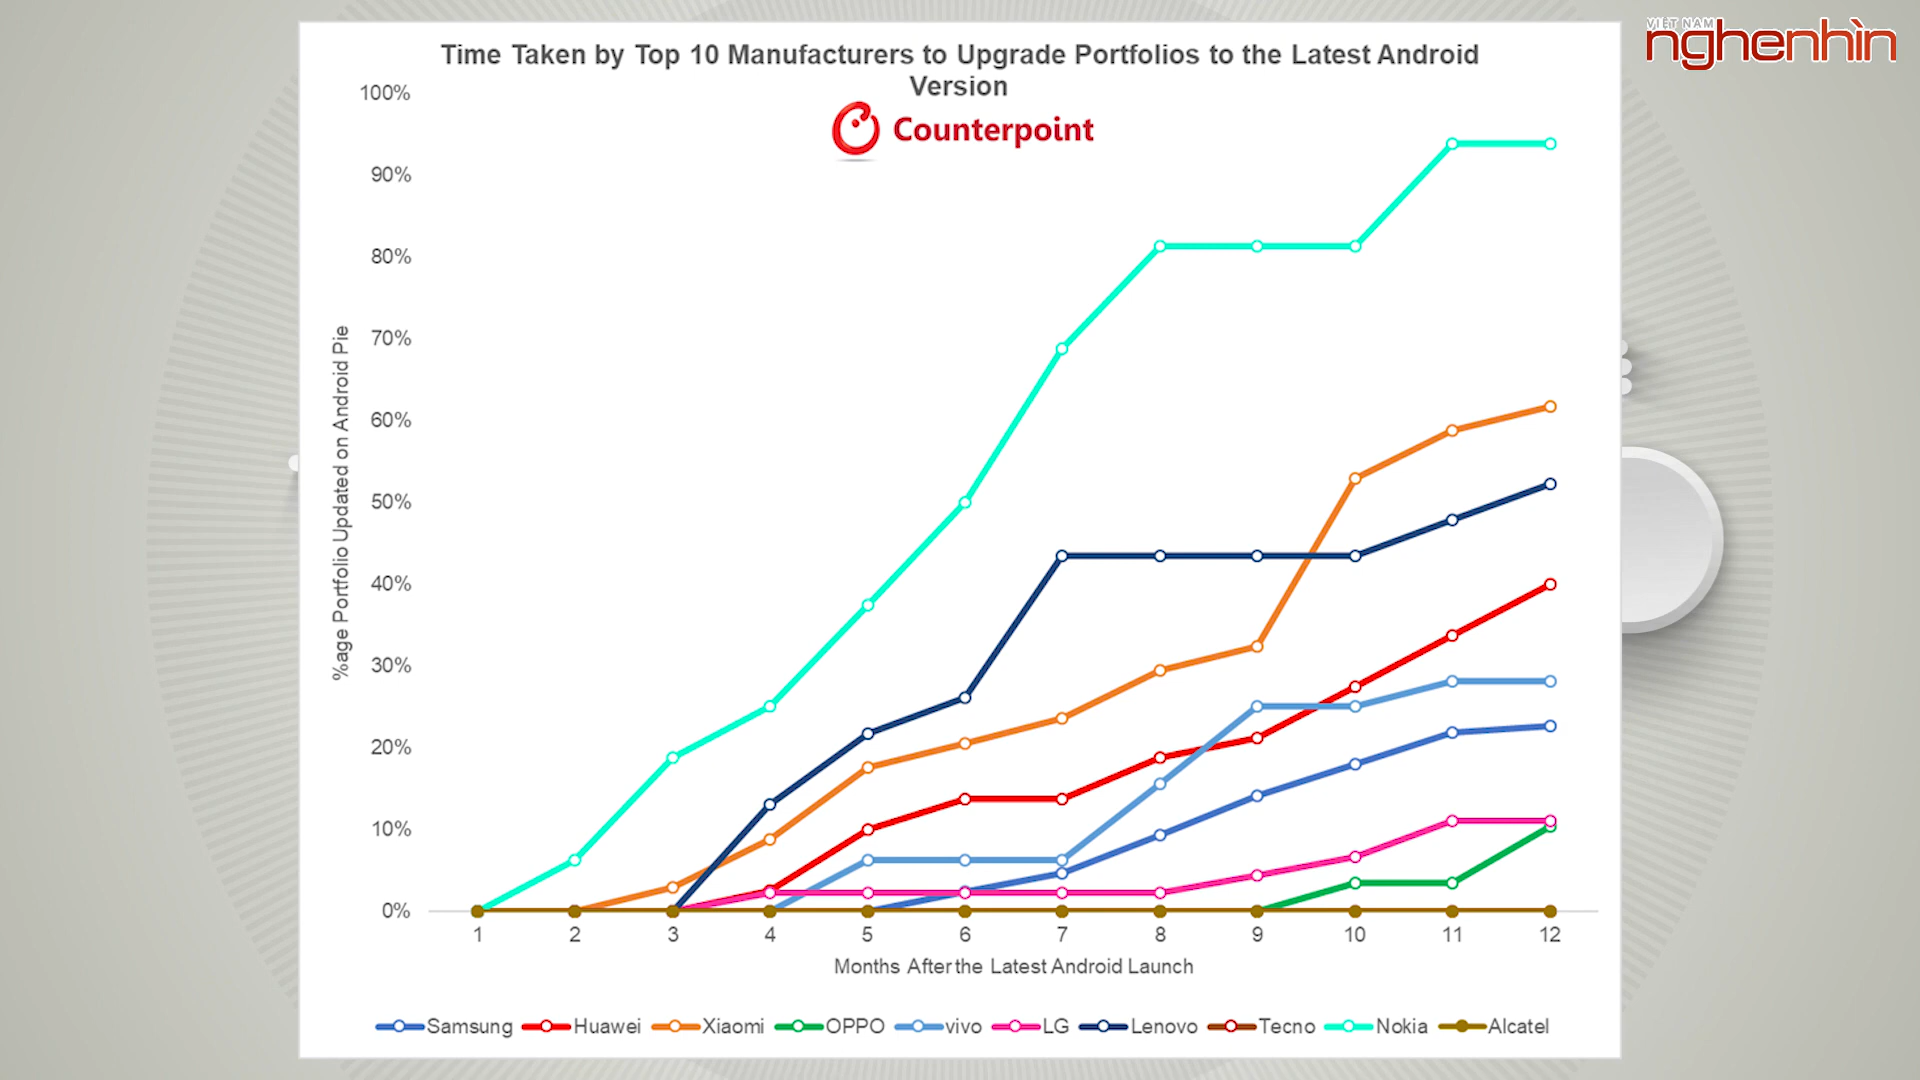 VIỆT NAM
nghenhìn
Time Taken by Top 10 Manufacturers to Upgrade Portfolios to the Latest Android
Version
Counterpoint
100%
90%
80%
70%
60%
50%
40%
30%
20%
10%
0%
%age Portfolio Updated on Android Pie
1 2 3 4 5 6 7 8 9 10 11 12
Months After the Latest Android Launch
Samsung Huawei Xiaomi OPPO vivo LG Lenovo Tecno Nokia Alcatel